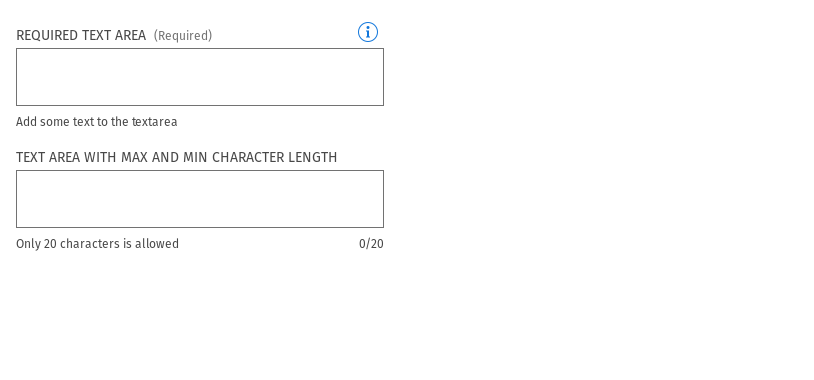 REQUIRED TEXT AREA (Required)
Add some text to the textarea
TEXT AREA WITH MAX AND MIN CHARACTER LENGTH
Only 20 characters is allowed 0/20